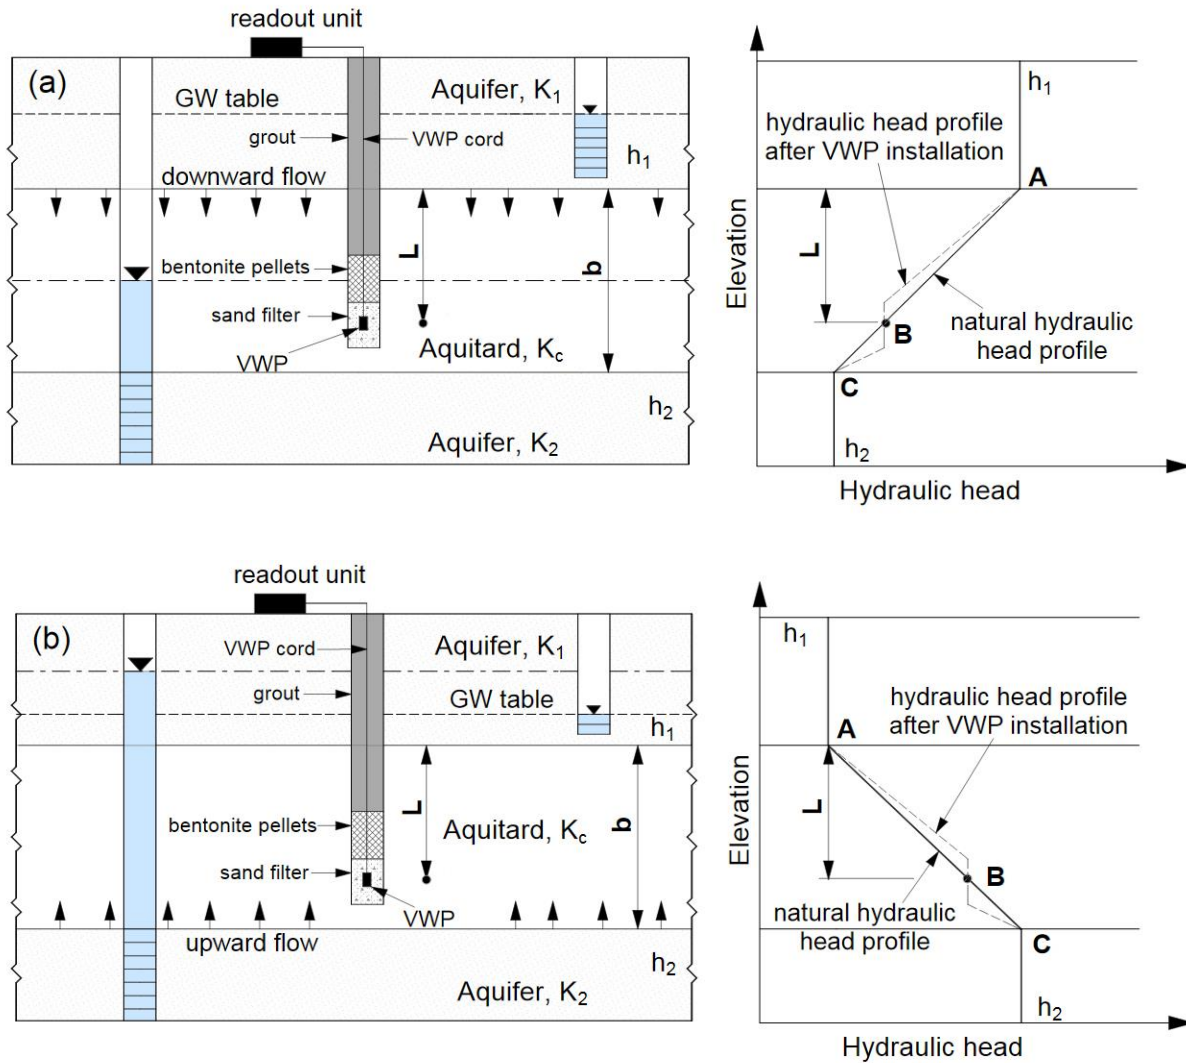 readout unit
(a)
GW table
Aquifer, K1
grout
VWP cord
h1
downward flow
L
b
bentonite pellets
sand filter
VWP
Aquitard, Kc
h2
Aquifer, K2
h1
hydraulic head profile
after VWP installation
A
Elevation
L
B
natural hydraulic
head profile
C
h2
Hydraulic head
readout unit
(b)
VWP cord
Aquifer, K1
grout
GW table
h1
L
b
bentonite pellets
Aquitard, Kc
sand filter
VWP
upward flow
h2
Aquifer, K2
h1
hydraulic head profile
after VWP installation
A
Elevation
L
B
natural hydraulic
head profile
C
h2
Hydraulic head